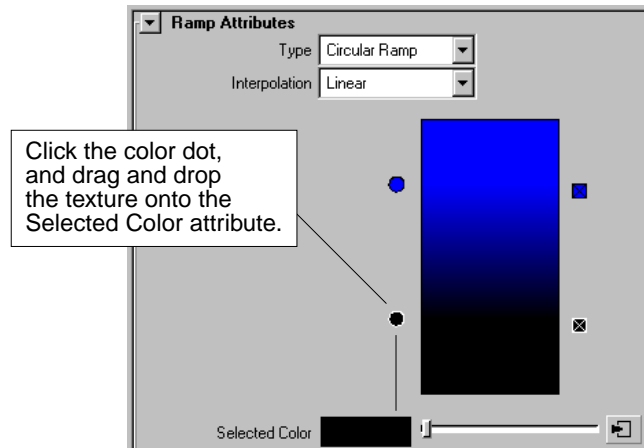 Ramp Attributes
Type Circular Ramp
Interpolation Linear
Click the color dot,
and drag and drop
the texture onto the
Selected Color attribute.
Selected Color